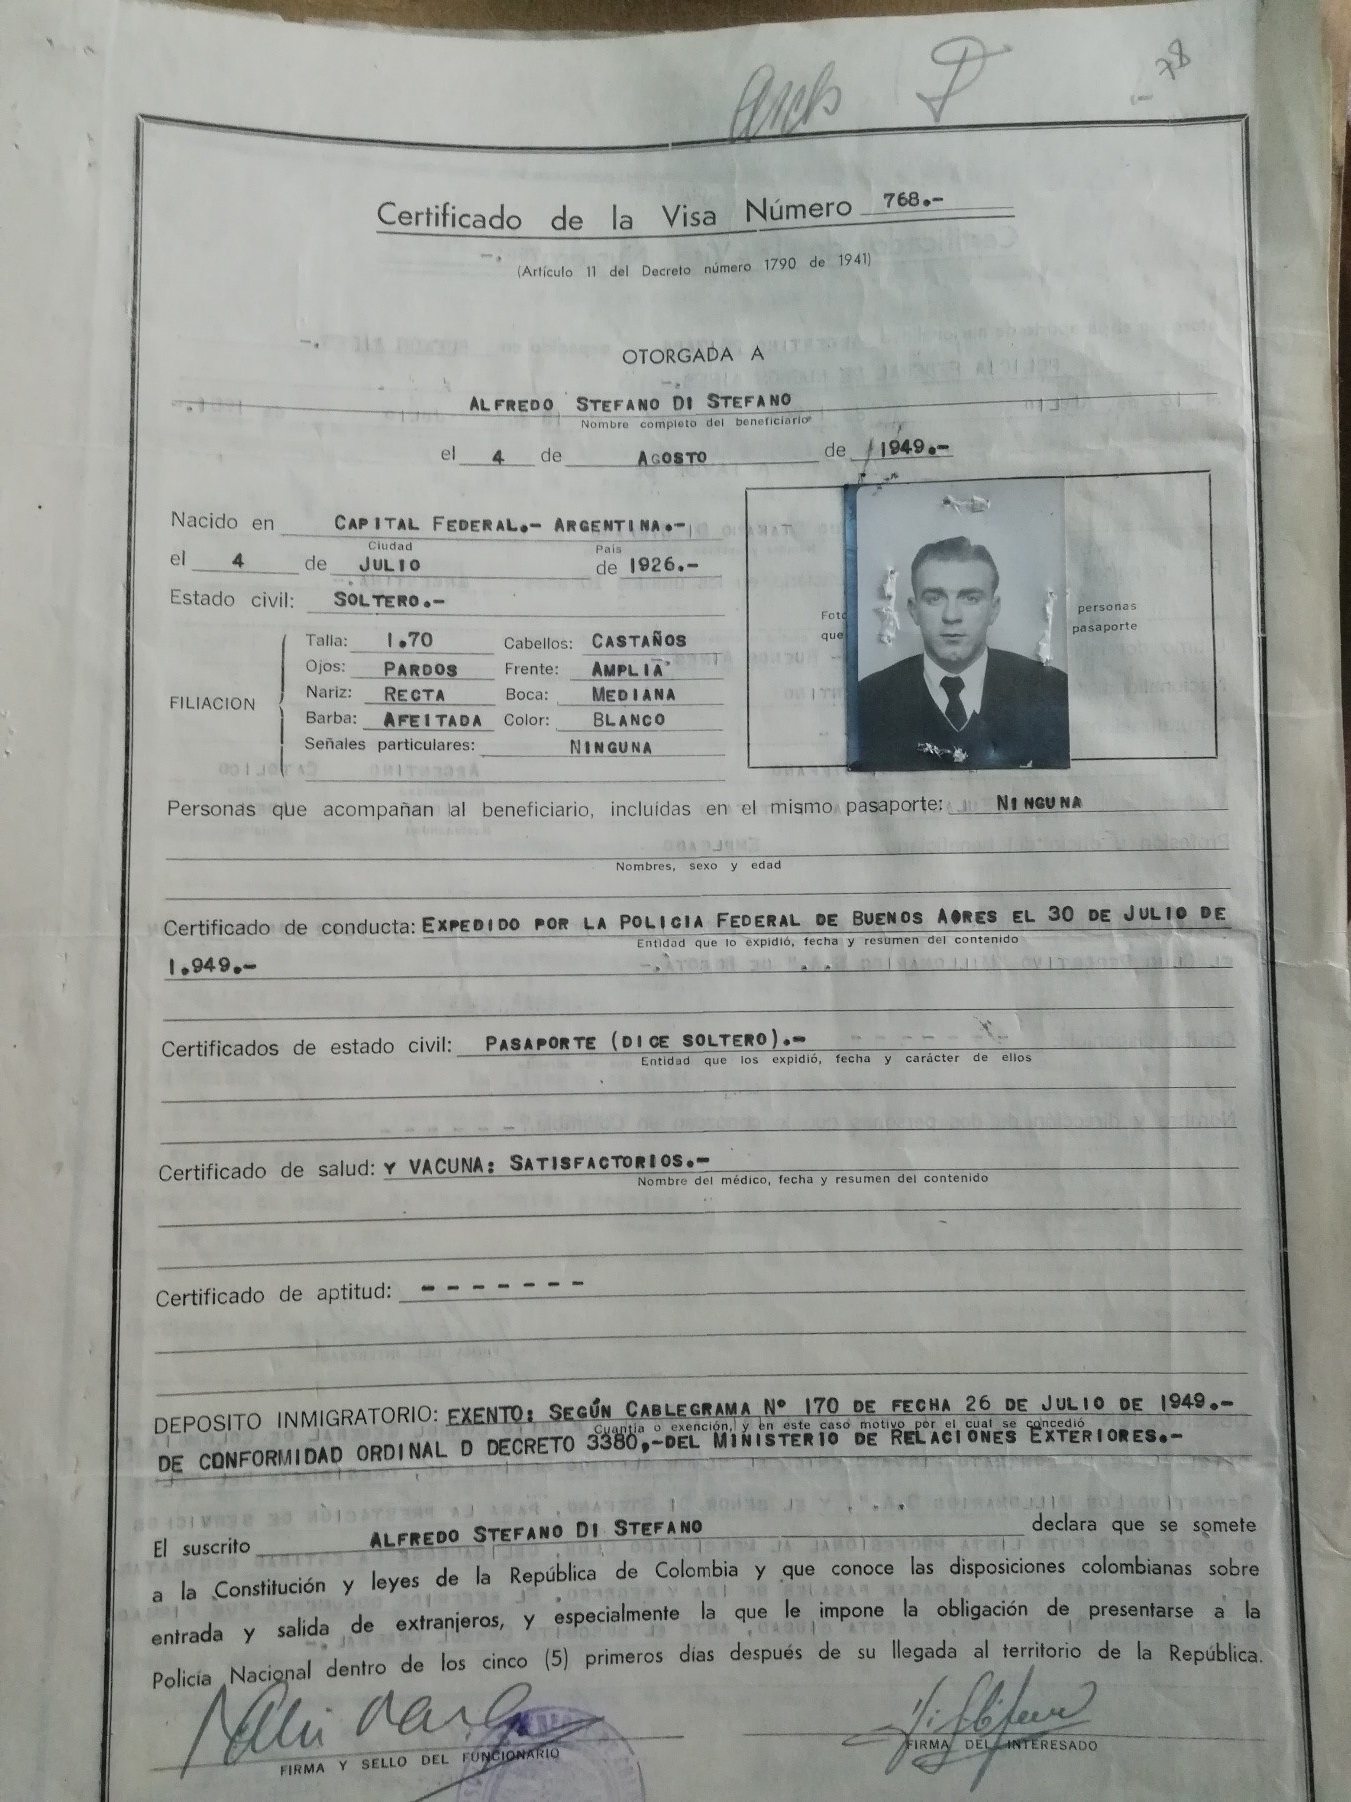 Arch D
- 78
Certificado de la Visa Número 768.-
(Artículo 11 del Decreto número 1790 de 1941)
OTORGADA A
ALFREDO STEFANO DI STEFANO
Nombre completo del beneficiario
el 4 de AGOSTO de 1949.-
Nacido en CAPITAL FEDERAL.- ARGENTINA.-
Ciudad País
el 4 de JULIO de 1926.-
Estado civil: SOLTERO.-
FILIACION
Talla: 1.70 Cabellos: CASTAÑOS
Ojos: PARDOS Frente: AMPLIA
Nariz: RECTA Boca: MEDIANA
Barba: AFEITADA Color: BLANCO
Señales particulares: NINGUNA
personas
que pasaporte
Personas que acompañan al beneficiario, incluídas en el mismo pasaporte: NINGUNA
Nombres, sexo y edad
Certificado de conducta: EXPEDIDO POR LA POLICIA FEDERAL DE BUENOS AORES EL 30 DE JULIO DE
Entidad que lo expidió, fecha y resumen del contenido
1.949.-
Certificados de estado civil: PASAPORTE (DICE SOLTERO).-
Entidad que los expidió, fecha y carácter de ellos
Certificado de salud: Y VACUNA: SATISFACTORIOS.-
Nombre del médico, fecha y resumen del contenido
Certificado de aptitud: - - - - - - -
DEPOSITO INMIGRATORIO: EXENTO: SEGÚN CABLEGRAMA Nº 170 DE FECHA 26 DE JULIO DE 1949.-
Cuantía o exención, y en este caso motivo por el cual se concedió
DE CONFORMIDAD ORDINAL D DECRETO 3380,-DEL MINISTERIO DE RELACIONES EXTERIORES.-
El suscrito ALFREDO STEFANO DI STEFANO declara que se somete
a la Constitución y leyes de la República de Colombia y que conoce las disposiciones colombianas sobre
entrada y salida de extranjeros, y especialmente la que le impone la obligación de presentarse a la
Policía Nacional dentro de los cinco (5) primeros días después de su llegada al territorio de la República.
FIRMA Y SELLO DEL FUNCIONARIO
FIRMA DEL INTERESADO